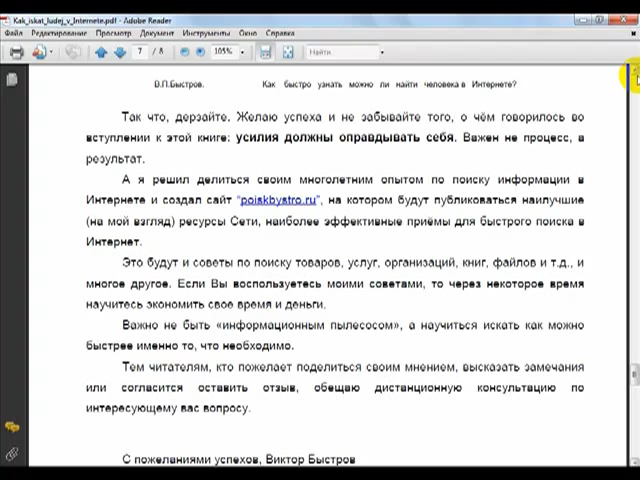 Kak_iskat_ludej_v_Internete.pdf - Adobe Reader
Файл Редактирование Просмотр Документ Инструменты Окно Справка
7 / 8 105% Найти
В.П.Быстров. Как быстро узнать можно ли найти человека в Интернете?
Так что, дерзайте. Желаю успеха и не забывайте того, о чём говорилось во
вступлении к этой книге: усилия должны оправдывать себя. Важен не процесс, а
результат.
А я решил делиться своим многолетним опытом по поиску информации в
Интернете и создал сайт "poiskbystro.ru", на котором будут публиковаться наилучшие
(на мой взгляд) ресурсы Сети, наиболее эффективные приёмы для быстрого поиска в
Интернет.
Это будут и советы по поиску товаров, услуг, организаций, книг, файлов и т.д., и
многое другое. Если Вы воспользуетесь моими советами, то через некоторое время
научитесь экономить свое время и деньги.
Важно не быть «информационным пылесосом», а научиться искать как можно
быстрее именно то, что необходимо.
Тем читателям, кто пожелает поделиться своим мнением, высказать замечания
или согласится оставить отзыв, обещаю дистанционную консультацию по
интересующему вас вопросу.
С пожеланиями успехов, Виктор Быстров